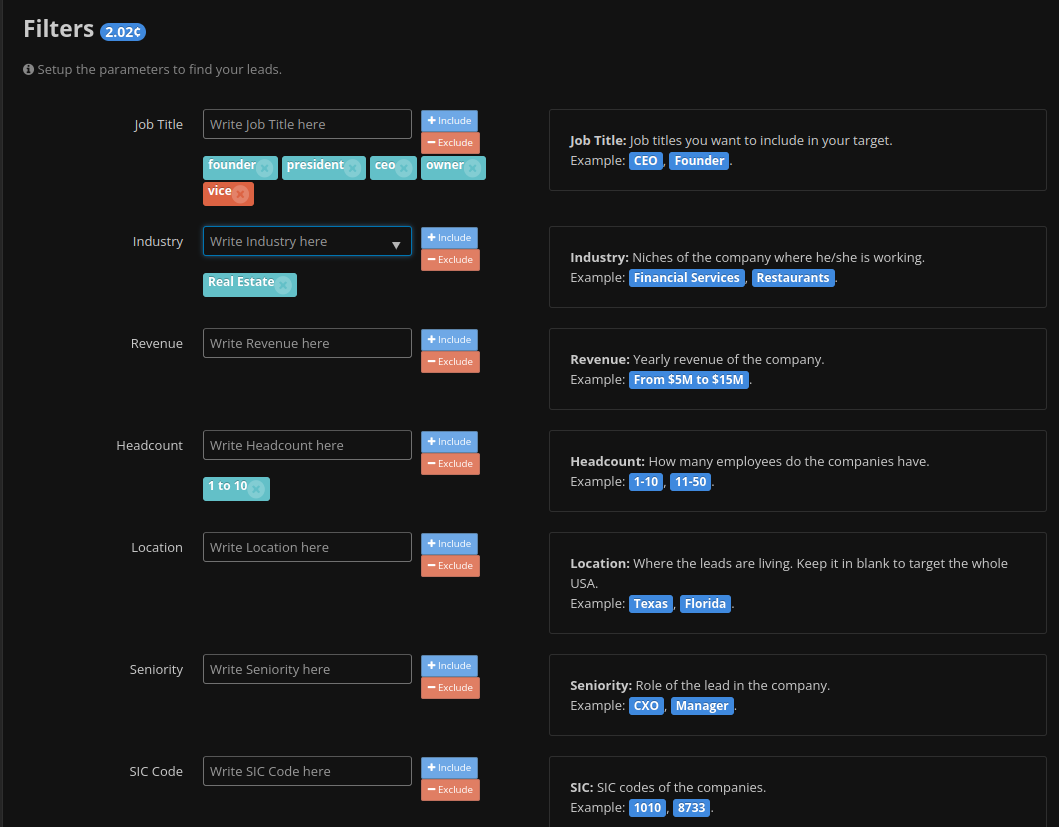 Filters 2.02¢
Setup the parameters to find your leads.
Job Title
Write Job Title here
Include
Exclude
founder president ceo owner
vice
Job Title: Job titles you want to include in your target.
Example: CEO, Founder.
Industry
Write Industry here
Include
Exclude
Real Estate
Industry: Niches of the company where he/she is working.
Example: Financial Services, Restaurants.
Revenue
Write Revenue here
Include
Exclude
Revenue: Yearly revenue of the company.
Example: From $5M to $15M.
Headcount
Write Headcount here
Include
Exclude
1 to 10
Headcount: How many employees do the companies have.
Example: 1-10, 11-50.
Location
Write Location here
Include
Exclude
Location: Where the leads are living. Keep it in blank to target the whole
USA.
Example: Texas, Florida.
Seniority
Write Seniority here
Include
Exclude
Seniority: Role of the lead in the company.
Example: CXO, Manager.
SIC Code
Write SIC Code here
Include
Exclude
SIC: SIC codes of the companies.
Example: 1010, 8733.